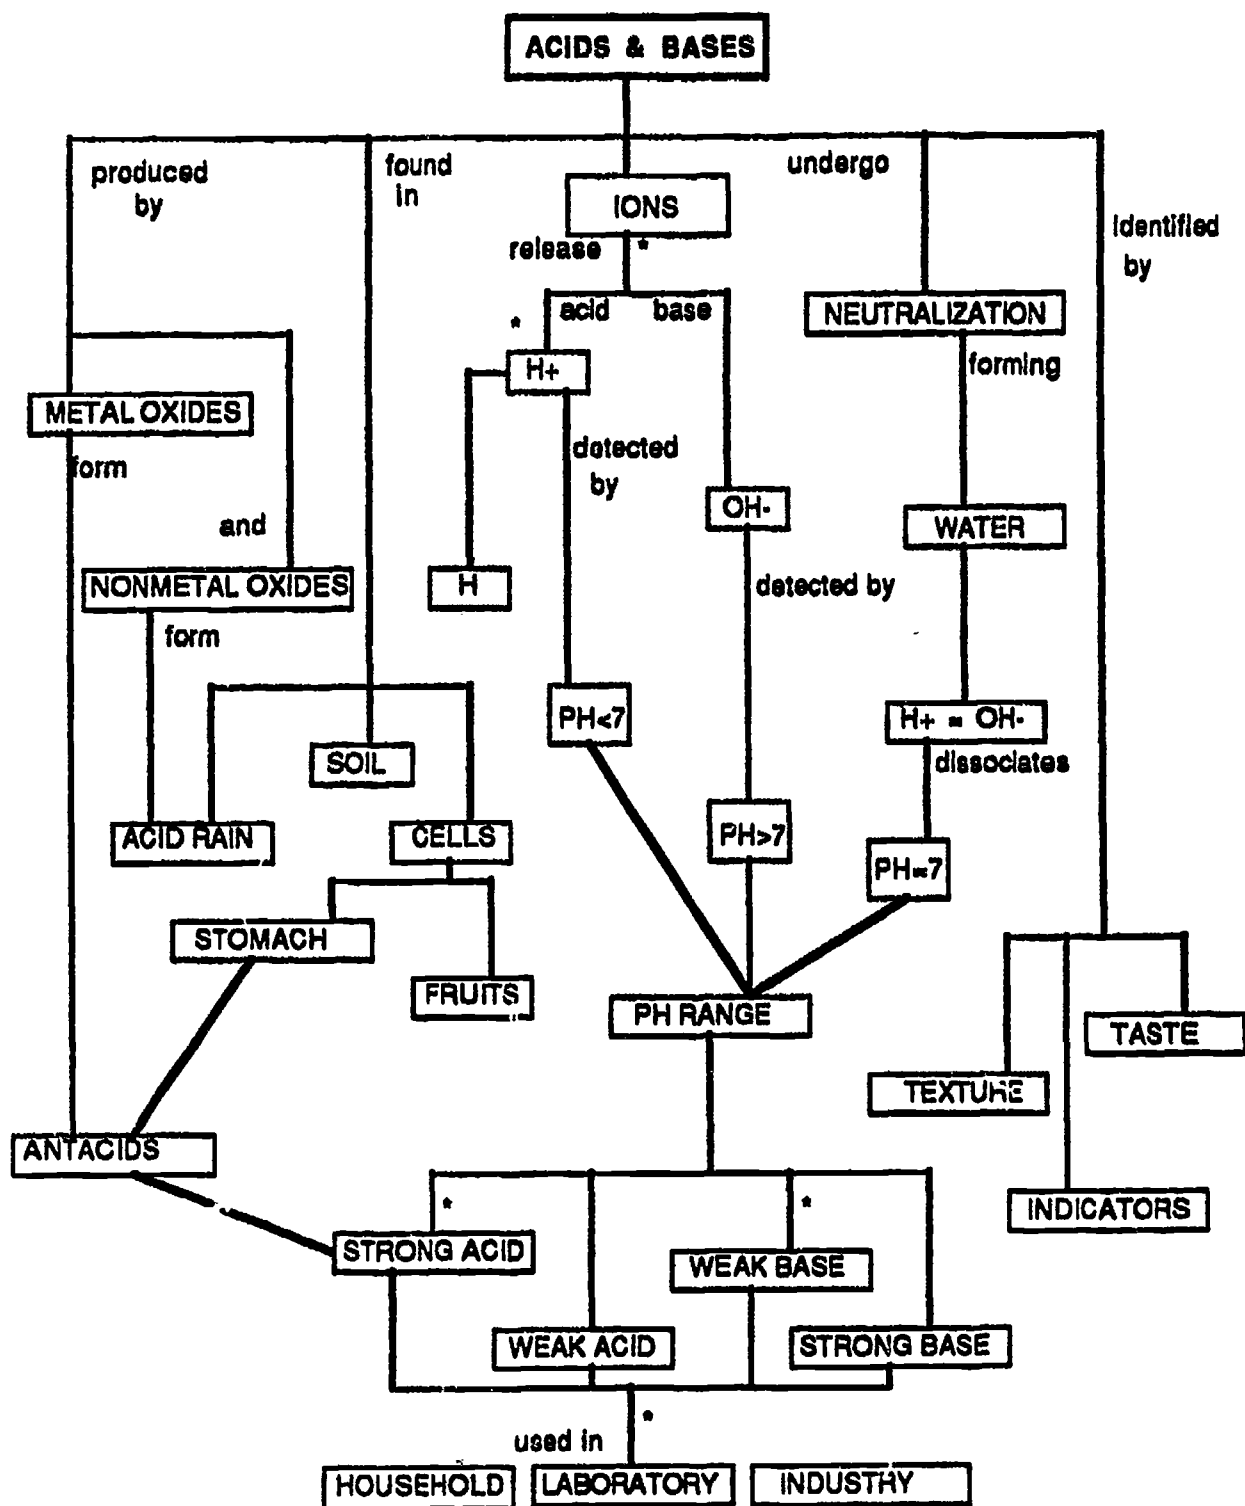 ACIDS & BASES
produced
by
found
in
undergo
identified
by
IONS
release *
acid base
*
H+
NEUTRALIZATION
forming
METAL OXIDES
form
and
detected
by
OH-
WATER
NONMETAL OXIDES
form
H
detected by
PH<7
H+ = OH-
dissociates
SOIL
ACID RAIN
CELLS
PH>7
PH=7
STOMACH
FRUITS
PH RANGE
TASTE
TEXTURE
ANTACIDS
INDICATORS
* *
STRONG ACID
WEAK BASE
WEAK ACID
STRONG BASE
*
used in
HOUSEHOLD LABORATORY INDUSTRY